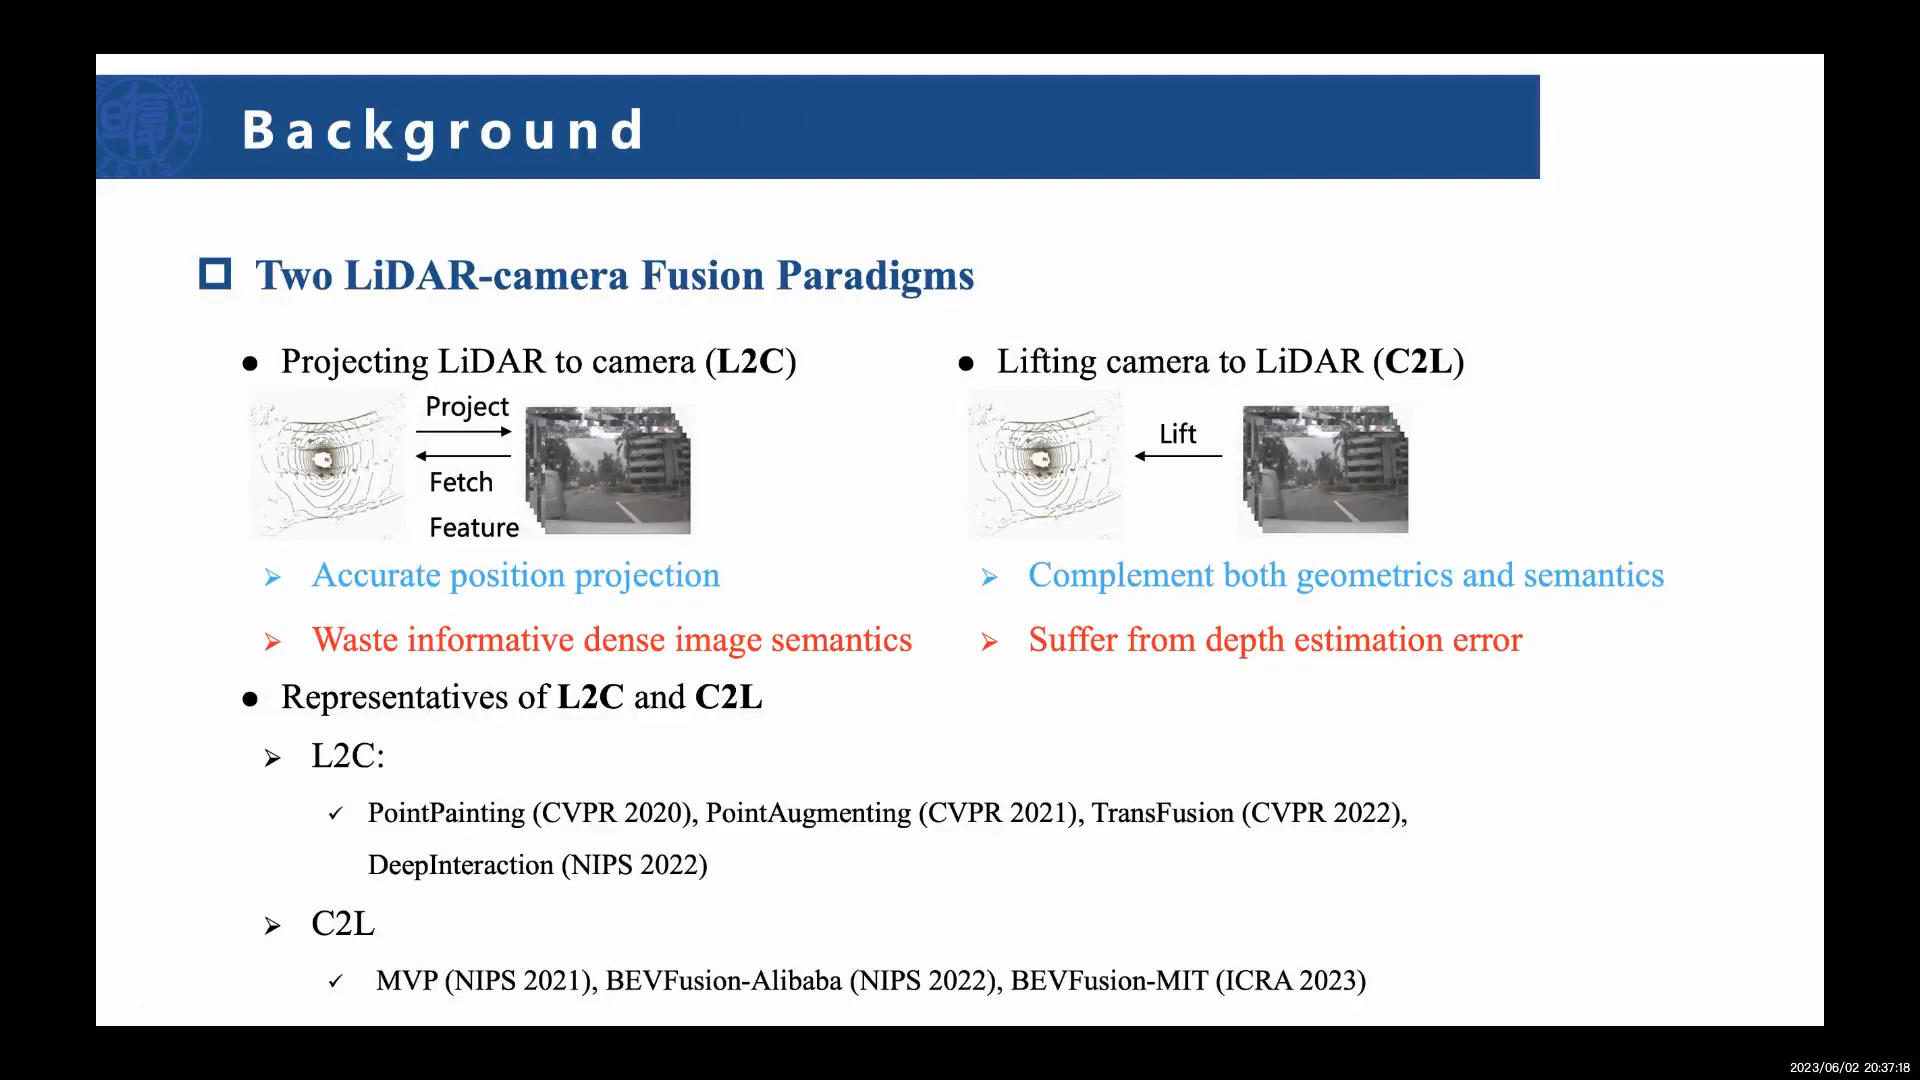 Background
Two LiDAR-camera Fusion Paradigms
● Projecting LiDAR to camera (L2C)
Project
Fetch
Feature
➢ Accurate position projection
➢ Waste informative dense image semantics
● Lifting camera to LiDAR (C2L)
Lift
➢ Complement both geometrics and semantics
➢ Suffer from depth estimation error
● Representatives of L2C and C2L
➢ L2C:
✓ PointPainting (CVPR 2020), PointAugmenting (CVPR 2021), TransFusion (CVPR 2022),
DeepInteraction (NIPS 2022)
➢ C2L
✓ MVP (NIPS 2021), BEVFusion-Alibaba (NIPS 2022), BEVFusion-MIT (ICRA 2023)
2023/06/02 20:37:18